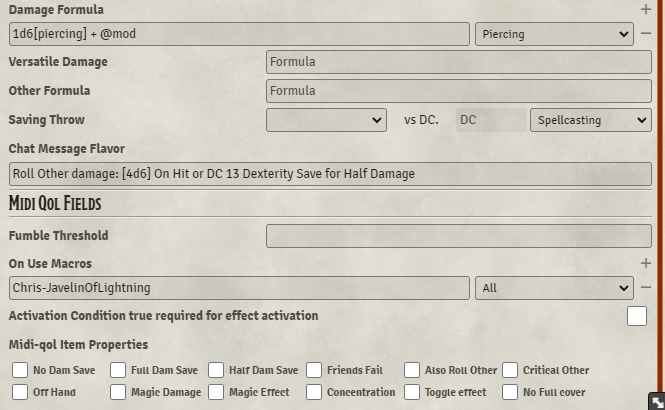 Damage Formula +
1d6[piercing] + @mod Piercing −
Versatile Damage Formula
Other Formula Formula
Saving Throw vs DC. DC Spellcasting
Chat Message Flavor
Roll Other damage: [4d6] On Hit or DC 13 Dexterity Save for Half Damage
Midi Qol Fields
Fumble Threshold
On Use Macros +
Chris-JavelinOfLightning All −
Activation Condition true required for effect activation
Midi-qol Item Properties
No Dam Save Full Dam Save Half Dam Save Friends Fail Also Roll Other Critical Other
Off Hand Magic Damage Magic Effect Concentration Toggle effect No Full cover